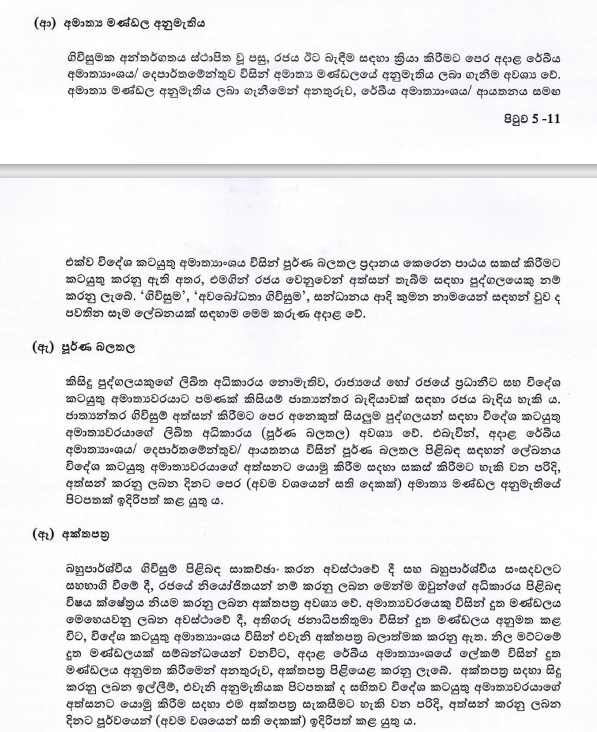 (ආ) අමාත්‍ය මණ්ඩල අනුමැතිය
ගිවිසුමක අන්තර්ගතය ස්ථාපිත වූ පසු, රජය ඊට බැඳීම සඳහා ක්‍රියා කිරීමට පෙර අදාළ රේඛීය
අමාත්‍යාංශය/ දෙපාර්තමේන්තුව විසින් අමාත්‍ය මණ්ඩලයේ අනුමැතිය ලබා ගැනීම අවශ්‍ය වේ.
අමාත්‍ය මණ්ඩල අනුමැතිය ලබා ගැනීමෙන් අනතුරුව, රේඛීය අමාත්‍යාංශය/ ආයතනය සමඟ
පිටුව 5 -11
එක්ව විදේශ කටයුතු අමාත්‍යාංශය විසින් පූර්ණ බලතල ප්‍රදානය කෙරෙන පාඨය සකස් කිරීමට
කටයුතු කරනු ඇති අතර, එමගින් රජය වෙනුවෙන් අත්සන් තැබීම සඳහා පුද්ගලයෙකු නම්
කරනු ලැබේ. ‘ගිවිසුම’, ‘අවබෝධතා ගිවිසුම’, සන්ධානය ආදි කුමන නාමයෙන් සඳහන් වුව ද
පවතින සෑම ලේඛනයක් සඳහාම මෙම කරුණ අදාළ වේ.
(ඇ) පූර්ණ බලතල
කිසිදු පුද්ගලයකුගේ ලිඛිත අධිකාරය නොමැතිව, රාජ්‍යයේ හෝ රජයේ ප්‍රධානීට සහ විදේශ
කටයුතු අමාත්‍යවරයාට පමණක් කිසියම් ජාත්‍යන්තර බැඳියාවක් සඳහා රජය බැඳිය හැකි ය.
ජාත්‍යන්තර ගිවිසුම් අත්සන් කිරීමට පෙර අනෙකුත් සියලුම පුද්ගලයන් සඳහා විදේශ කටයුතු
අමාත්‍යවරයාගේ ලිඛිත අධිකාරය (පූර්ණ බලතල) අවශ්‍ය වේ. එබැවින්, අදාළ රේඛීය
අමාත්‍යාංශය/ දෙපාර්තමේන්තුව/ ආයතනය විසින් පූර්ණ බලතල පිළිබඳ සඳහන් ලේඛනය
විදේශ කටයුතු අමාත්‍යවරයාගේ අත්සනට යොමු කිරීම සදහා සකස් කිරීමට හැකි වන පරිදි,
අත්සන් කරනු ලබන දිනට පෙර (අවම වශයෙන් සති දෙකක්) අමාත්‍ය මණ්ඩල අනුමැතියේ
පිටපතක් ඉදිරිපත් කළ යුතු ය.
(ඈ) අක්තපත්‍ර
බහුපාර්ශ්වීය ගිවිසුම් පිළිබඳ සාකච්ඡා කරන අවස්ථාවේ දී සහ බහුපාර්ශ්වීය සංසදවලට
සහභාගි වීමේ දී, රජයේ නියෝජිතයන් නම් කරනු ලබන මෙන්ම ඔවුන්ගේ අධිකාරය පිළිබඳ
විෂය ක්ෂේත්‍රය නියම කරනු ලබන අක්තපත්‍ර අවශ්‍ය වේ. අමාත්‍යවරයෙකු විසින් දූත මණ්ඩලය
මෙහෙයවනු ලබන අවස්ථාවේ දී, අතිගරු ජනාධිපතිතුමා විසින් දූත මණ්ඩලය අනුමත කළ
විට, විදේශ කටයුතු අමාත්‍යාංශය විසින් එවැනි අක්තපත්‍ර බලාත්මක කරනු ඇත. නිල මට්ටමේ
දූත මණ්ඩලයක් සම්බන්ධයෙන් වනවිට, අදාළ රේඛීය අමාත්‍යාංශයේ ලේකම් විසින් දූත
මණ්ඩලය අනුමත කිරීමෙන් අනතුරුව, අක්තපත්‍ර පිළියෙළ කරනු ලැබේ. අක්තපත්‍ර සදහා සිදු
කරනු ලබන ඉල්ලීම්, එවැනි අනුමැතියක පිටපතක් ද සහිතව විදේශ කටයුතු අමාත්‍යවරයාගේ
අත්සනට යොමු කිරීම සදහා එම අක්තපත්‍ර සැකසීමට හැකි වන පරිදි, අත්සන් කරනු ලබන
දිනට පූර්වයෙන් (අවම වශයෙන් සති දෙකක්) ඉදිරිපත් කළ යුතු ය.